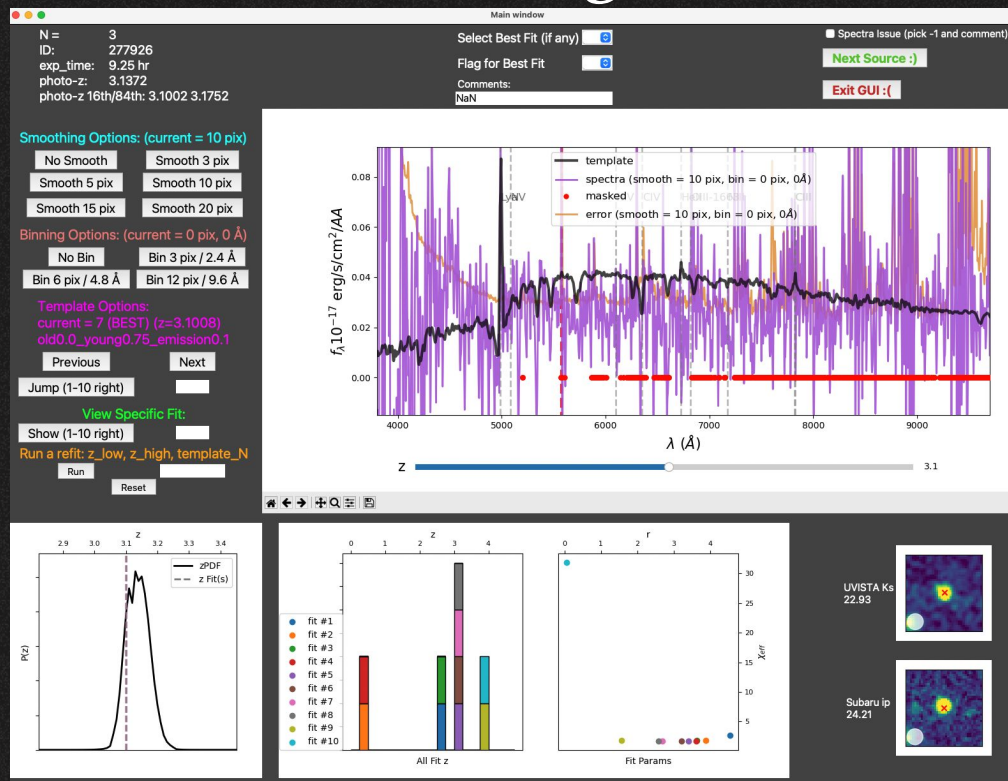 Main window
N = 3
ID: 277926
exp_time: 9.25 hr
photo-z: 3.1372
photo-z 16th/84th: 3.1002 3.1752
Select Best Fit (if any)
Flag for Best Fit
Comments:
NaN
Spectra Issue (pick -1 and comment)
Next Source :)
Exit GUI :(
Smoothing Options: (current = 10 pix)
No Smooth Smooth 3 pix
Smooth 5 pix Smooth 10 pix
Smooth 15 pix Smooth 20 pix
Binning Options: (current = 0 pix, 0 Å)
No Bin Bin 3 pix / 2.4 Å
Bin 6 pix / 4.8 Å Bin 12 pix / 9.6 Å
Template Options:
current = 7 (BEST) (z=3.1008)
old0.0_young0.75_emission0.1
Previous Next
Jump (1-10 right)
View Specific Fit:
Show (1-10 right)
Run a refit: z_low, z_high, template_N
Run
Reset
template
spectra (smooth = 10 pix, bin = 0 pix, 0Å)
masked
error (smooth = 10 pix, bin = 0 pix, 0Å)
NV
CIV
0.08
0.06
0.04
0.02
0.00
fλ10⁻¹⁷ erg/s/cm²/AA
4000 5000 6000 7000 8000 9000
λ (Å)
z 3.1
z
2.9 3.0 3.1 3.2 3.3 3.4
zPDF
z Fit(s)
P(z)
z
0 1 2 3 4
fit #1
fit #2
fit #3
fit #4
fit #5
fit #6
fit #7
fit #8
fit #9
fit #10
All Fit z
r
0 1 2 3 4
30
25
20
15
10
5
χeff
Fit Params
UVISTA Ks
22.93
Subaru ip
24.21